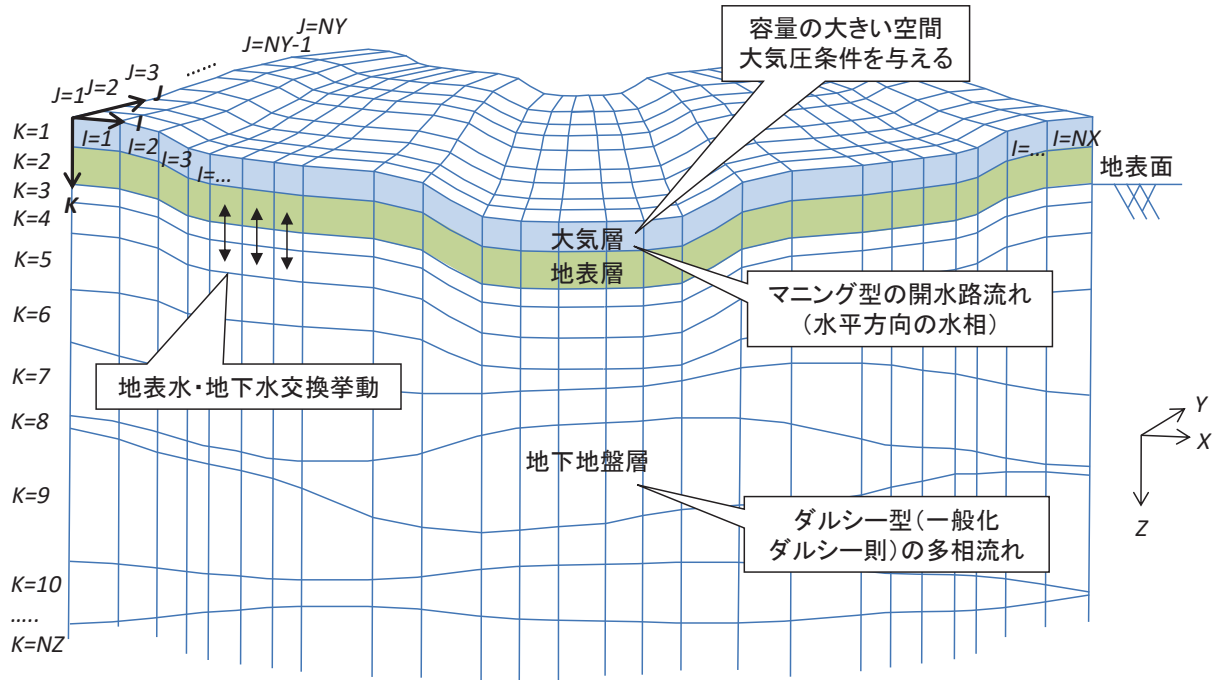 J=NY
J=NY-1
……
J=3
J=2
J=1
J
I
K
K=1
K=2
K=3
K=4
K=5
K=6
K=7
K=8
K=9
K=10
.....
K=NZ
I=1
I=2
I=3
I=...
I=...
I=NX
容量の大きい空間
大気圧条件を与える
地表面
大気層
地表層
マニング型の開水路流れ
(水平方向の水相)
地表水・地下水交換挙動
地下地盤層
ダルシー型(一般化
ダルシー則)の多相流れ
Y
X
Z